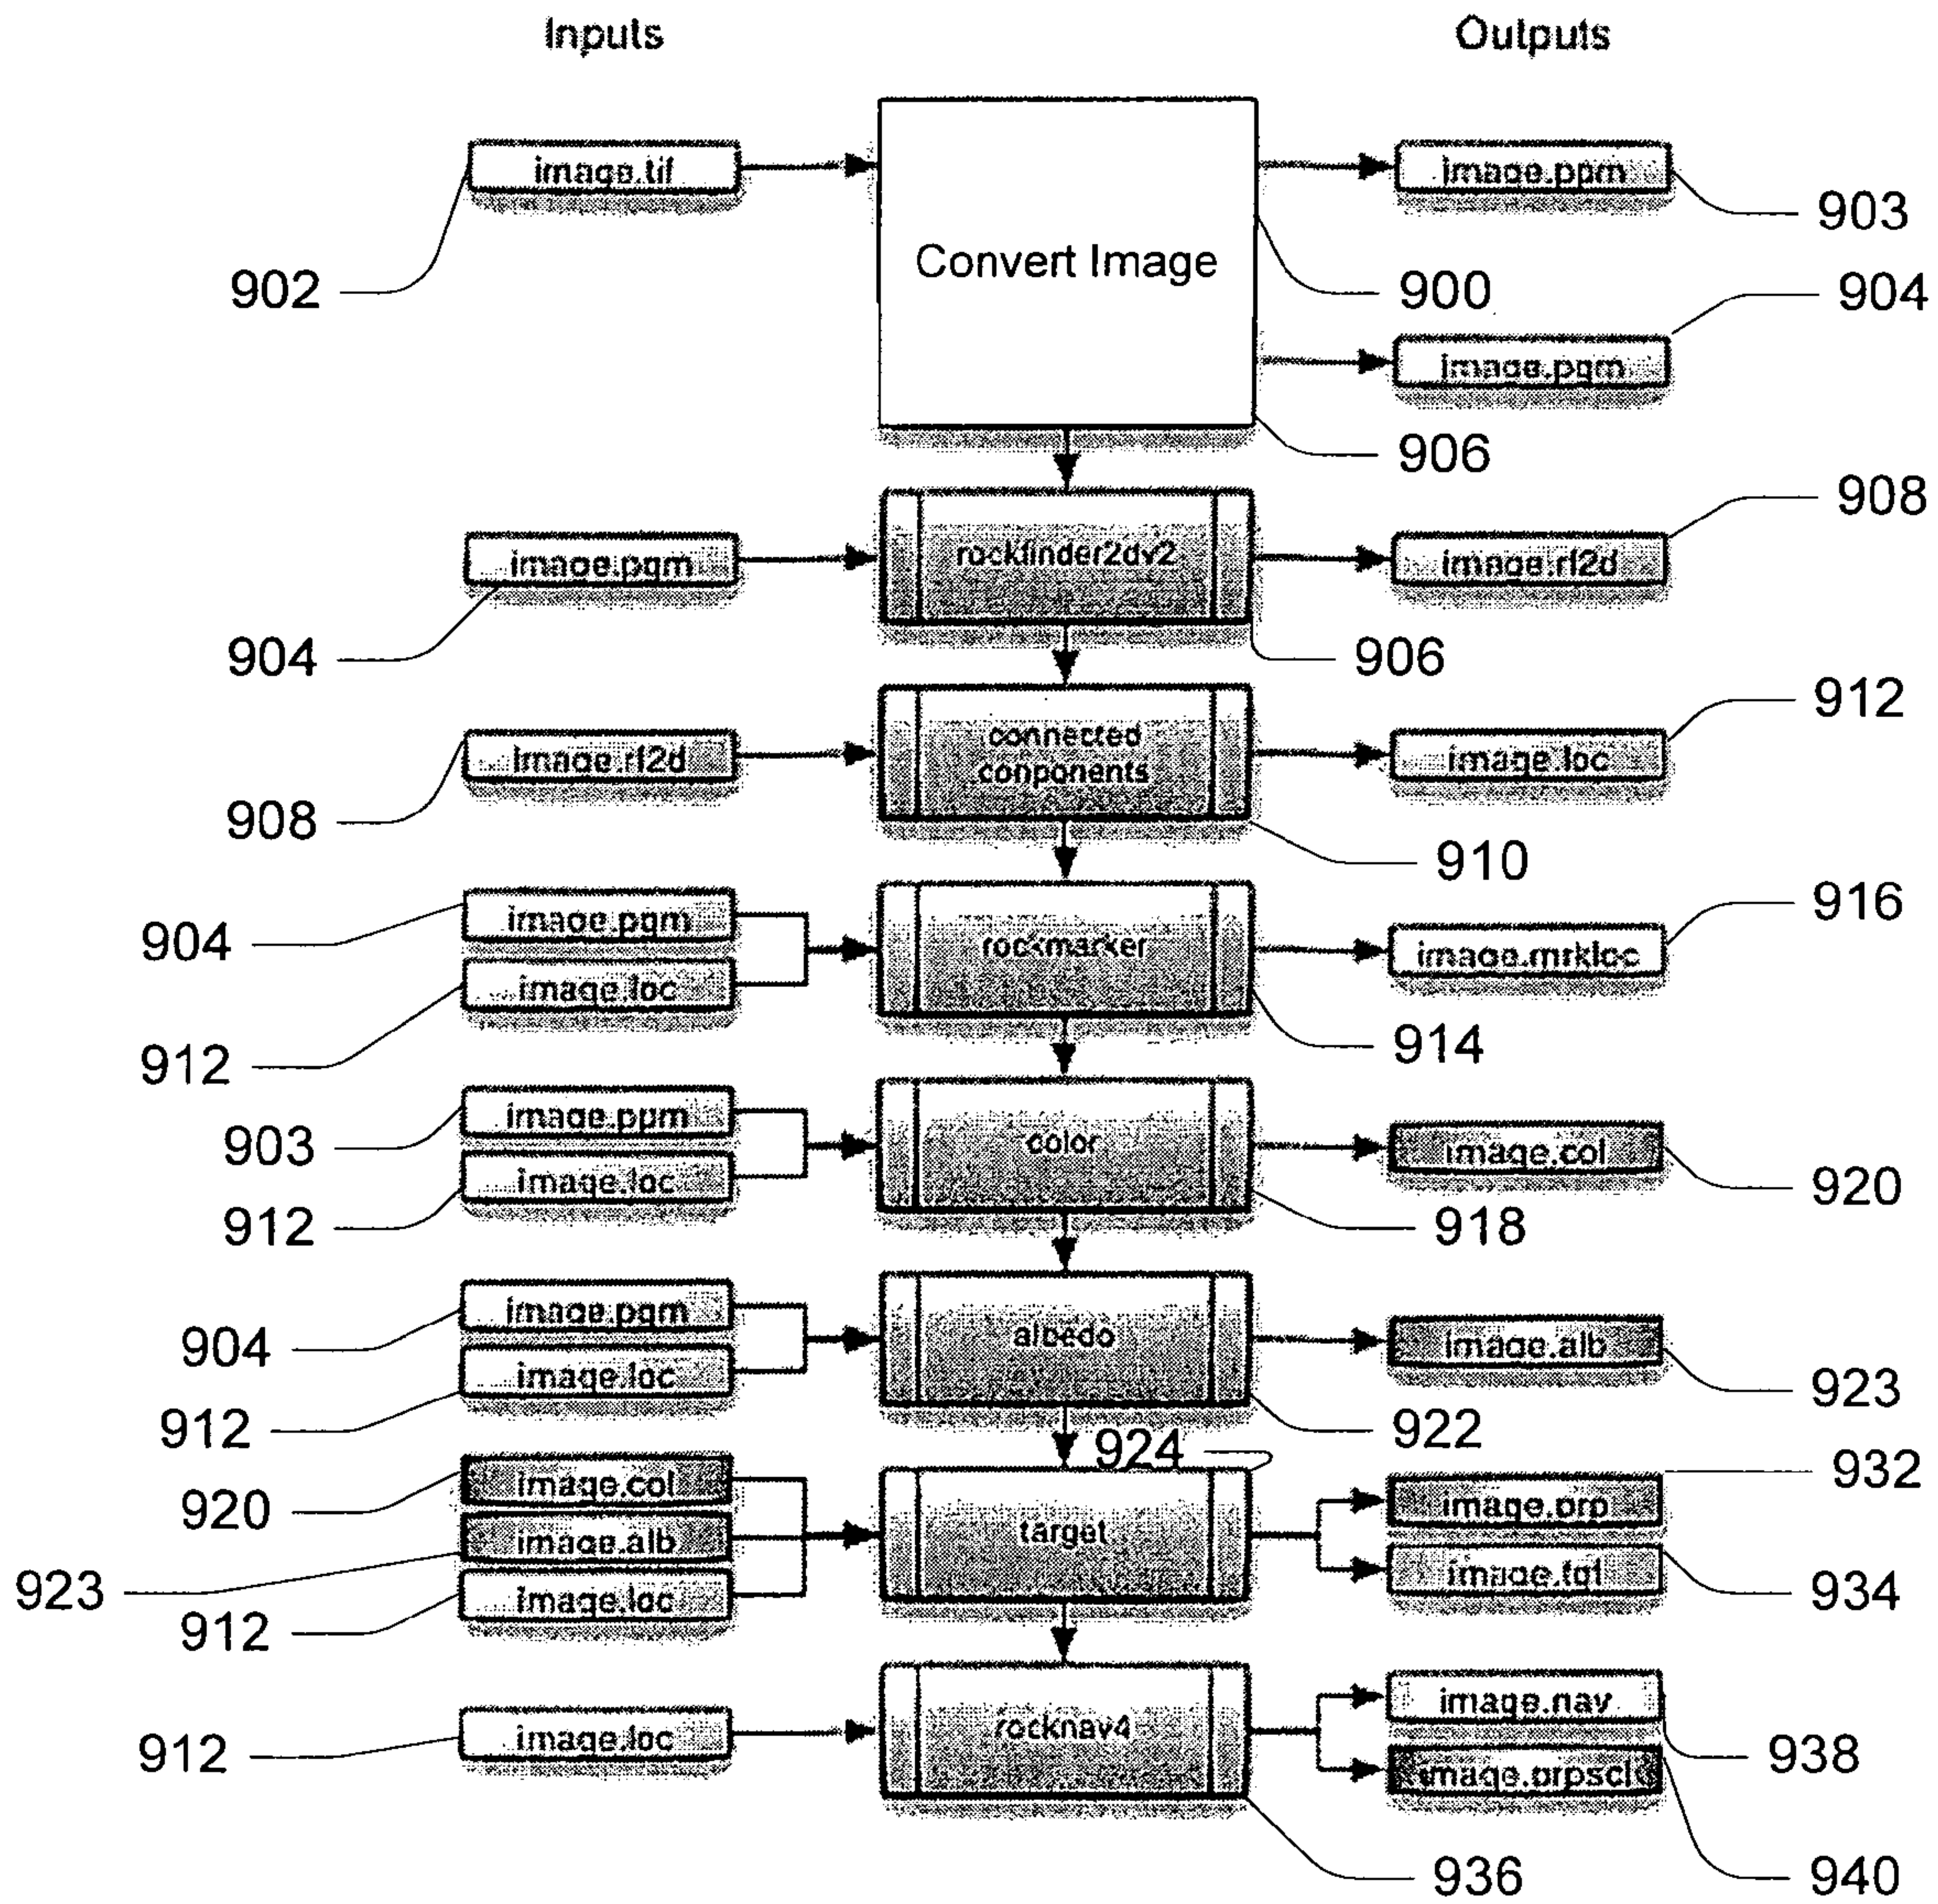 Inputs
Outputs
image.tif
Convert Image
image.ppm
903
902
900
904
image.pgm
906
908
image.pgm
rockfinder2dv2
image.rf2d
904
906
912
image.rf2d
connected
conponents
image.loc
908
910
916
904
image.pgm
image.loc
rockmarker
image.mrkloc
912
914
903
image.ppm
image.loc
color
image.col
920
912
918
904
image.pgm
image.loc
albedo
image.alb
923
912
922
924
932
920
image.col
image.alb
image.loc
target
image.prp
image.tgt
923
934
912
912
image.loc
rocknav4
image.nav
image.prpscl
938
936
940